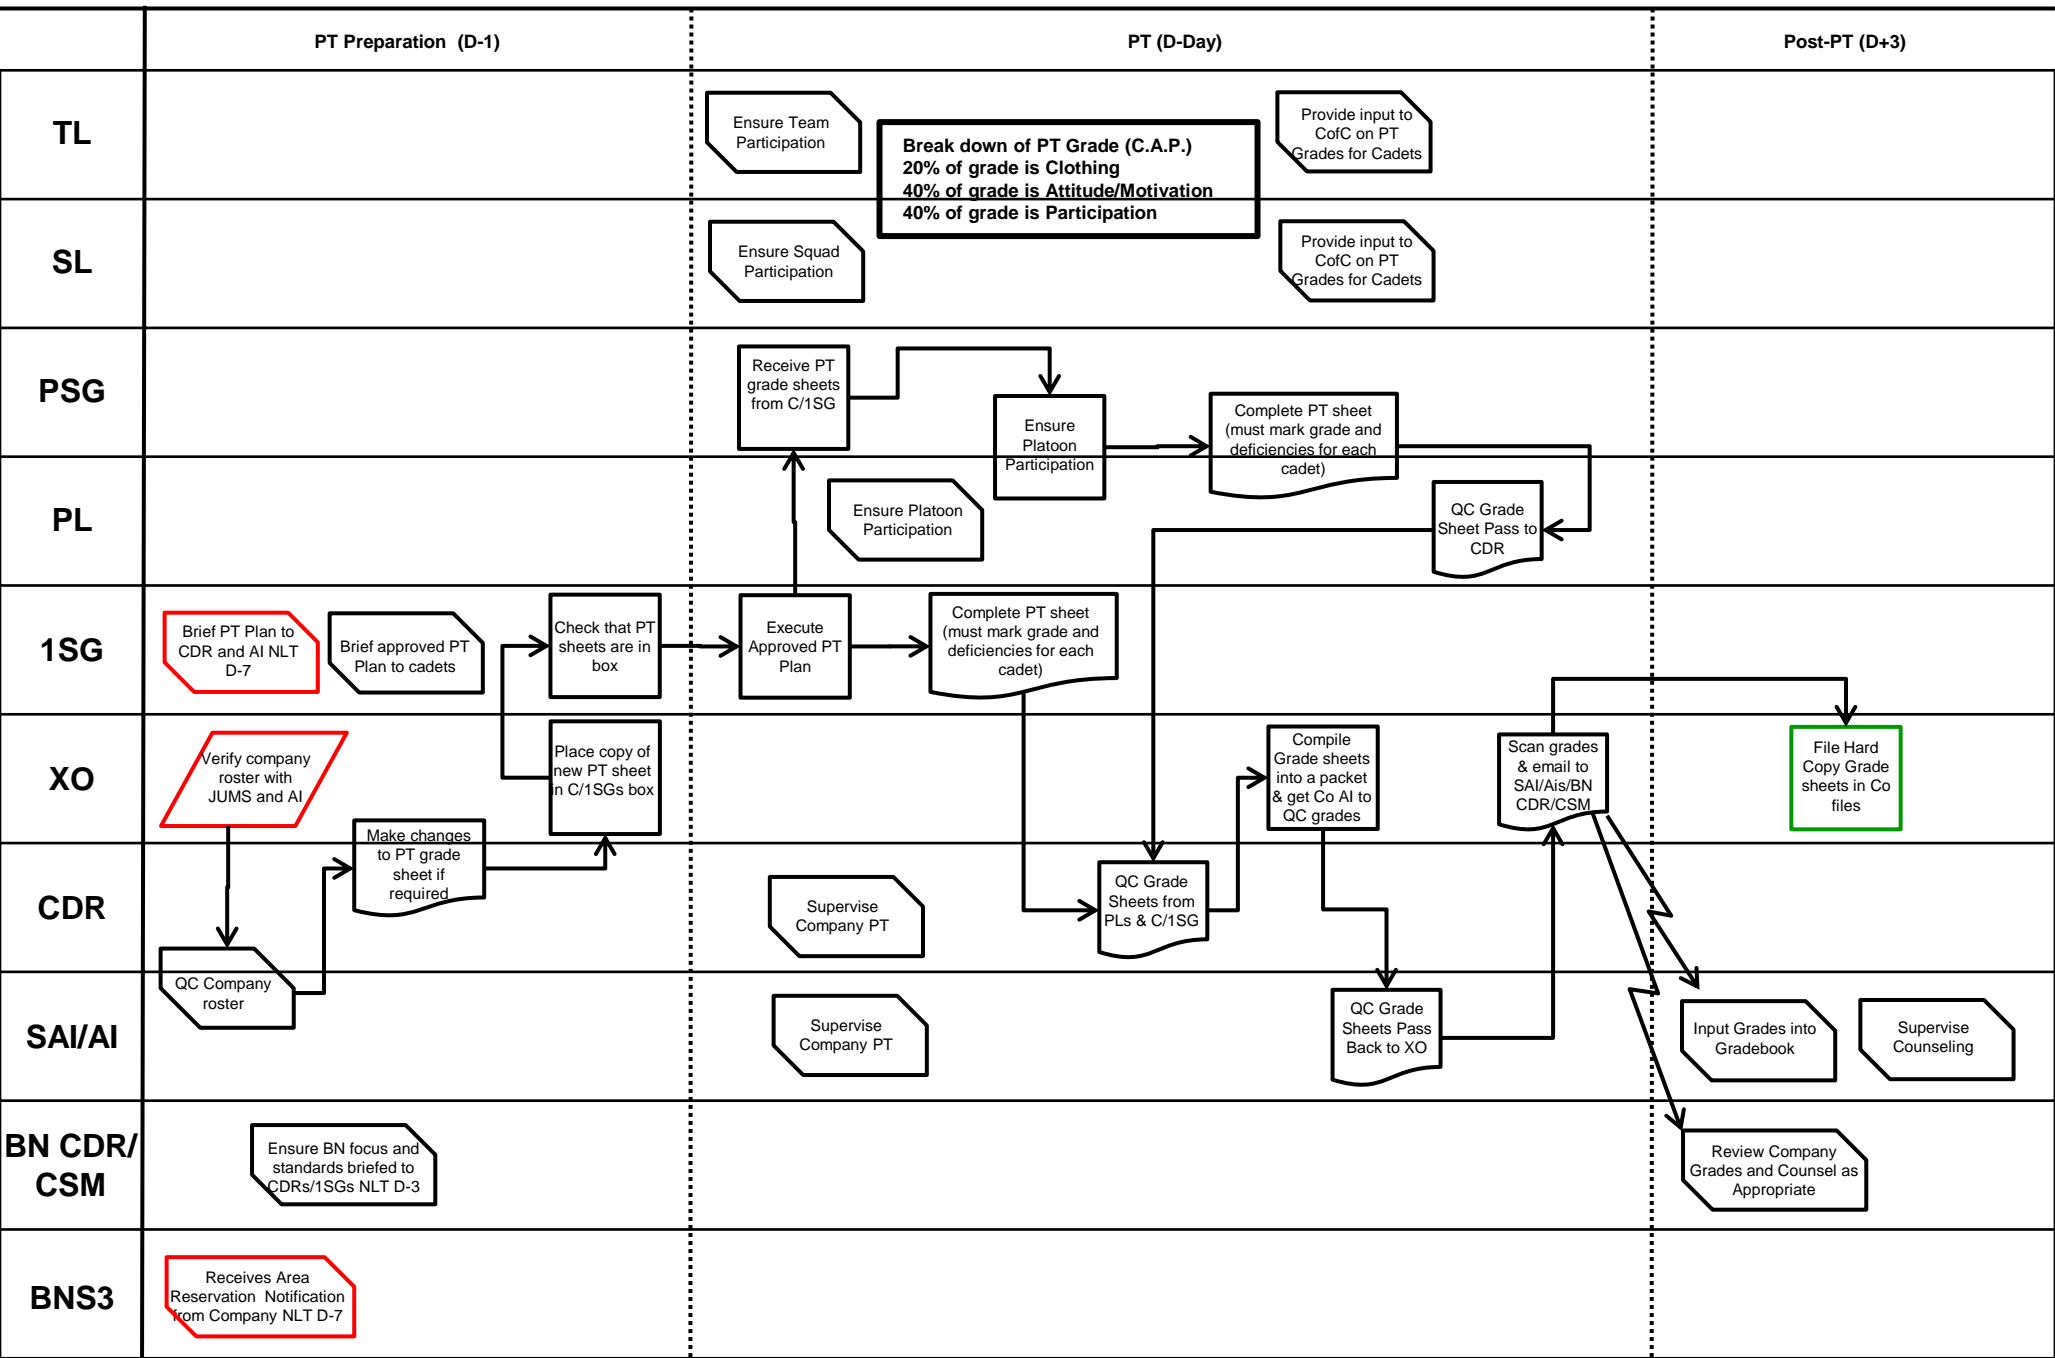 PT Preparation (D-1)
PT (D-Day)
Post-PT (D+3)
TL
Ensure Team
Participation
Break down of PT Grade (C.A.P.)
20% of grade is Clothing
40% of grade is Attitude/Motivation
40% of grade is Participation
Provide input to
CofC on PT
Grades for Cadets
SL
Ensure Squad
Participation
Provide input to
CofC on PT
Grades for Cadets
PSG
Receive PT
grade sheets
from C/1SG
Ensure
Platoon
Participation
Complete PT sheet
(must mark grade and
deficiencies for each
cadet)
PL
Ensure Platoon
Participation
QC Grade
Sheet Pass to
CDR
1SG
Brief PT Plan to
CDR and AI NLT
D-7
Brief approved PT
Plan to cadets
Check that PT
sheets are in
box
Execute
Approved PT
Plan
Complete PT sheet
(must mark grade and
deficiencies for each
cadet)
XO
Verify company
roster with
JUMS and AI
Place copy of
new PT sheet
in C/1SGs box
Compile
Grade sheets
into a packet
& get Co AI to
QC grades
Scan grades
& email to
SAI/Ais/BN
CDR/CSM
File Hard
Copy Grade
sheets in Co
files
CDR
Make changes
to PT grade
sheet if
required
Supervise
Company PT
QC Grade
Sheets from
PLs & C/1SG
SAI/AI
QC Company
roster
Supervise
Company PT
QC Grade
Sheets Pass
Back to XO
Input Grades into
Gradebook
Supervise
Counseling
BN CDR/
CSM
Ensure BN focus and
standards briefed to
CDRs/1SGs NLT D-3
Review Company
Grades and Counsel as
Appropriate
BNS3
Receives Area
Reservation Notification
from Company NLT D-7